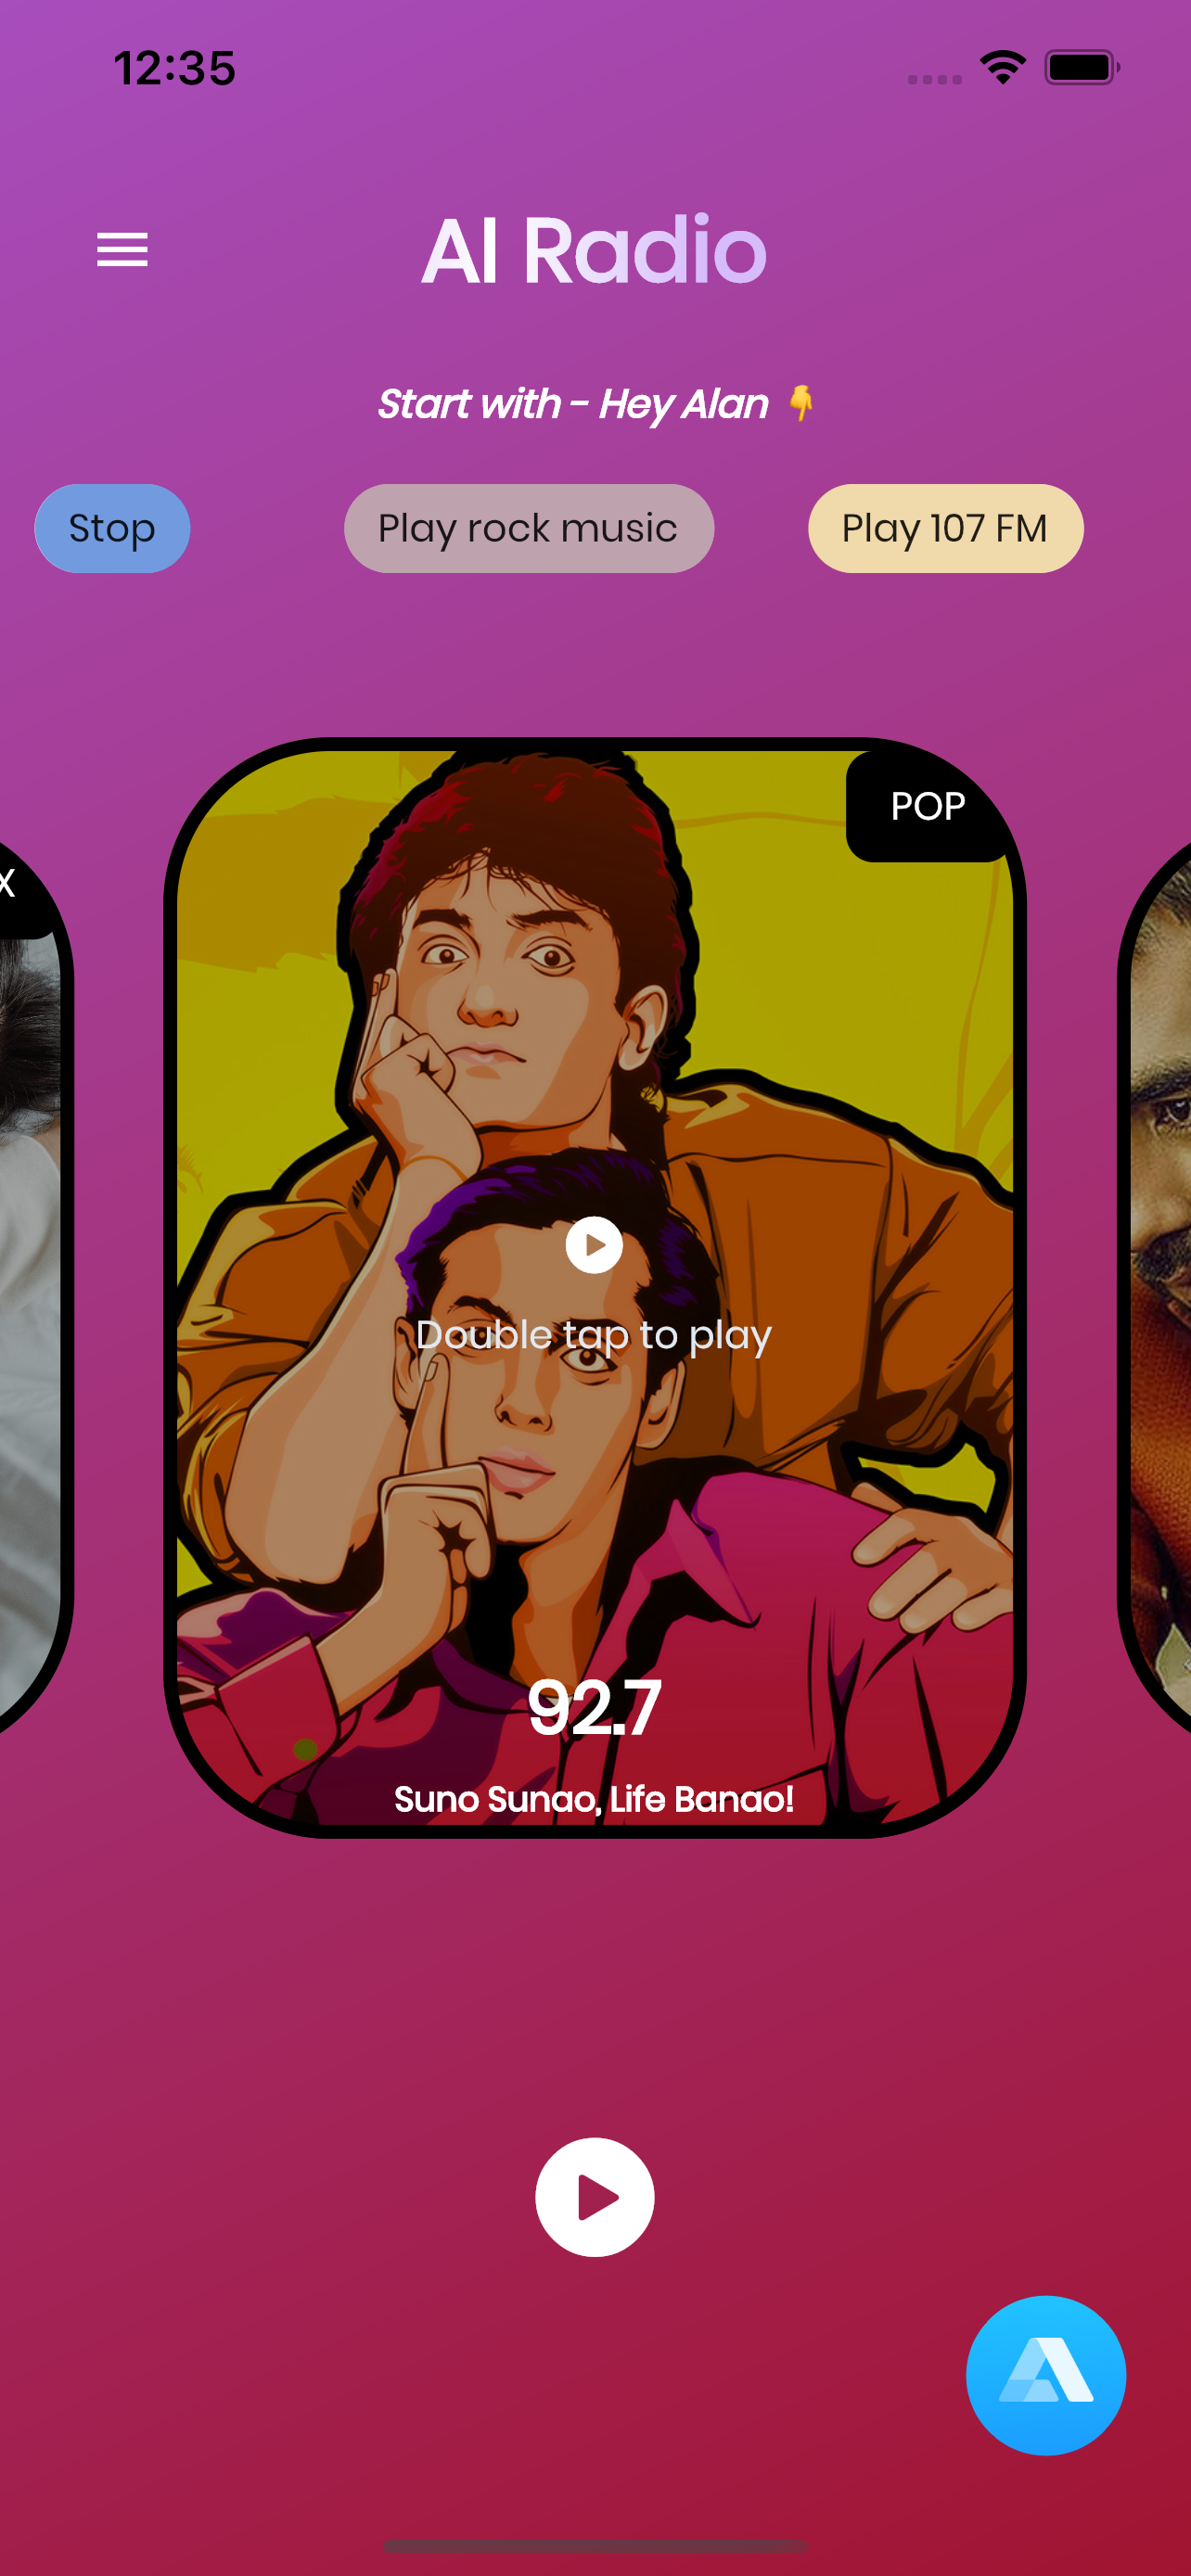 12:35
AI Radio
Start with - Hey Alan 👇
Stop
Play rock music
Play 107 FM
POP
X
Double tap to play
92.7
Suno Sunao, Life Banao!